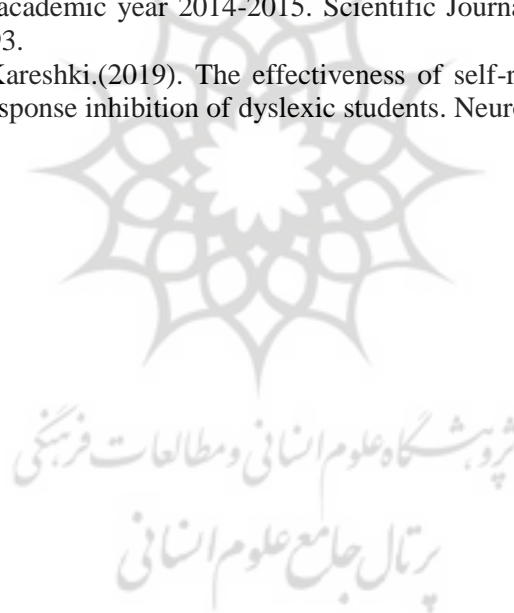 academic year 2014-2015. Scientific Journa
93.
Kareshki.(2019). The effectiveness of self-r
sponse inhibition of dyslexic students. Neur
پژوهشگاه علوم انسانی و مطالعات فرهنگی
پرتال جامع علوم انسانی